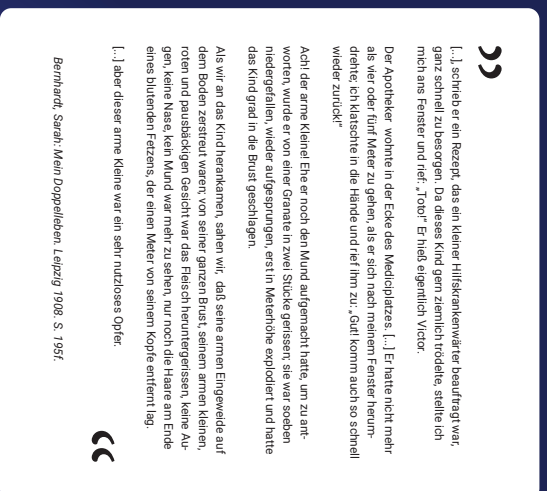 ”
[...], schrieb er ein Rezept, das ein kleiner Hilfskrankenwärter beauftragt war,
ganz schnell zu besorgen. Da dieses Kind gern ziemlich trödelte, stellte ich
mich ans Fenster und rief: „Toto!“ Er hieß eigentlich Victor.
Der Apotheker wohnte in der Ecke des Mediciplatzes. [...] Er hatte nicht mehr
als vier oder fünf Meter zu gehen, als er sich nach meinem Fenster herum-
drehte; ich klatschte in die Hände und rief ihm zu: „Gut! komm auch so schnell
wieder zurück!“
Ach! der arme Kleine! Ehe er noch den Mund aufgemacht hatte, um zu ant-
worten, wurde er von einer Granate in zwei Stücke gerissen; sie war soeben
niedergefallen, wieder aufgesprungen, erst in Meterhöhe explodiert und hatte
das Kind grad in die Brust geschlagen.
Als wir an das Kind herankamen, sahen wir, daß seine armen Eingeweide auf
dem Boden zerstreut waren; von seiner ganzen Brust, seinem armen kleinen,
roten und pausbäckigen Gesicht war das Fleisch heruntergerissen, keine Au-
gen, keine Nase, kein Mund war mehr zu sehen, nur noch die Haare am Ende
eines blutenden Fetzens, der einen Meter von seinem Kopfe entfernt lag.
[...] aber dieser arme Kleine war ein sehr nutzloses Opfer.
“
Bernhardt, Sarah: Mein Doppelleben. Leipzig 1908. S. 195f.